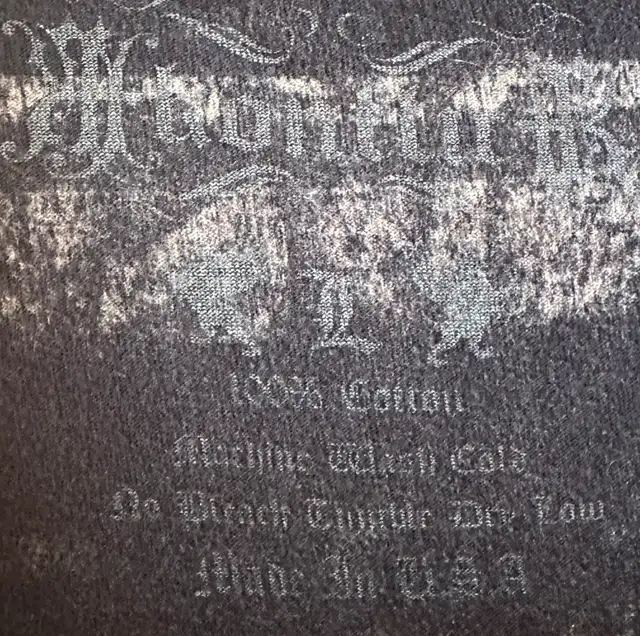 L
100% Cotton
Machine Wash Cold
No Bleach Tumble Dry Low
Made In U.S.A